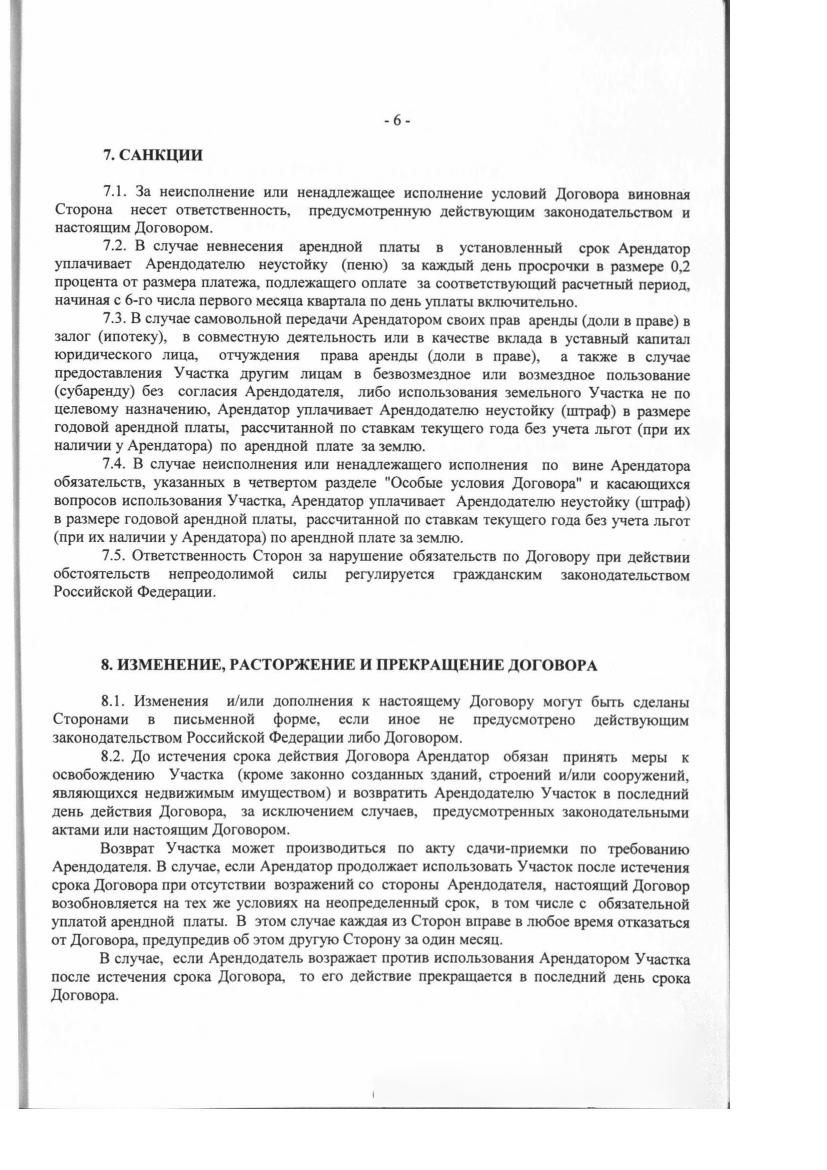 - 6 -
7. САНКЦИИ
7.1. За неисполнение или ненадлежащее исполнение условий Договора виновная
Сторона несет ответственность, предусмотренную действующим законодательством и
настоящим Договором.
7.2. В случае невнесения арендной платы в установленный срок Арендатор
уплачивает Арендодателю неустойку (пеню) за каждый день просрочки в размере 0,2
процента от размера платежа, подлежащего оплате за соответствующий расчетный период,
начиная с 6-го числа первого месяца квартала по день уплаты включительно.
7.3. В случае самовольной передачи Арендатором своих прав аренды (доли в праве) в
залог (ипотеку), в совместную деятельность или в качестве вклада в уставный капитал
юридического лица, отчуждения права аренды (доли в праве), а также в случае
предоставления Участка другим лицам в безвозмездное или возмездное пользование
(субаренду) без согласия Арендодателя, либо использования земельного Участка не по
целевому назначению, Арендатор уплачивает Арендодателю неустойку (штраф) в размере
годовой арендной платы, рассчитанной по ставкам текущего года без учета льгот (при их
наличии у Арендатора) по арендной плате за землю.
7.4. В случае неисполнения или ненадлежащего исполнения по вине Арендатора
обязательств, указанных в четвертом разделе "Особые условия Договора" и касающихся
вопросов использования Участка, Арендатор уплачивает Арендодателю неустойку (штраф)
в размере годовой арендной платы, рассчитанной по ставкам текущего года без учета льгот
(при их наличии у Арендатора) по арендной плате за землю.
7.5. Ответственность Сторон за нарушение обязательств по Договору при действии
обстоятельств непреодолимой силы регулируется гражданским законодательством
Российской Федерации.
8. ИЗМЕНЕНИЕ, РАСТОРЖЕНИЕ И ПРЕКРАЩЕНИЕ ДОГОВОРА
8.1. Изменения и/или дополнения к настоящему Договору могут быть сделаны
Сторонами в письменной форме, если иное не предусмотрено действующим
законодательством Российской Федерации либо Договором.
8.2. До истечения срока действия Договора Арендатор обязан принять меры к
освобождению Участка (кроме законно созданных зданий, строений и/или сооружений,
являющихся недвижимым имуществом) и возвратить Арендодателю Участок в последний
день действия Договора, за исключением случаев, предусмотренных законодательными
актами или настоящим Договором.
Возврат Участка может производиться по акту сдачи-приемки по требованию
Арендодателя. В случае, если Арендатор продолжает использовать Участок после истечения
срока Договора при отсутствии возражений со стороны Арендодателя, настоящий Договор
возобновляется на тех же условиях на неопределенный срок, в том числе с обязательной
уплатой арендной платы. В этом случае каждая из Сторон вправе в любое время отказаться
от Договора, предупредив об этом другую Сторону за один месяц.
В случае, если Арендодатель возражает против использования Арендатором Участка
после истечения срока Договора, то его действие прекращается в последний день срока
Договора.